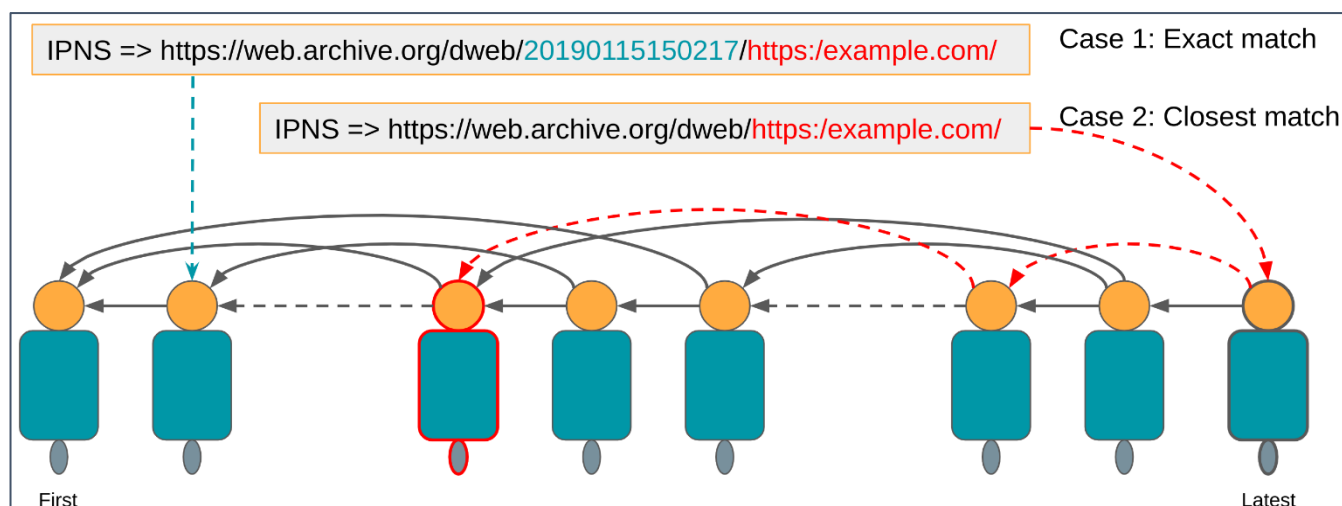 IPNS => https://web.archive.org/dweb/20190115150217/https:/example.com/
Case 1: Exact match
IPNS => https://web.archive.org/dweb/https:/example.com/
Case 2: Closest match
First
Latest